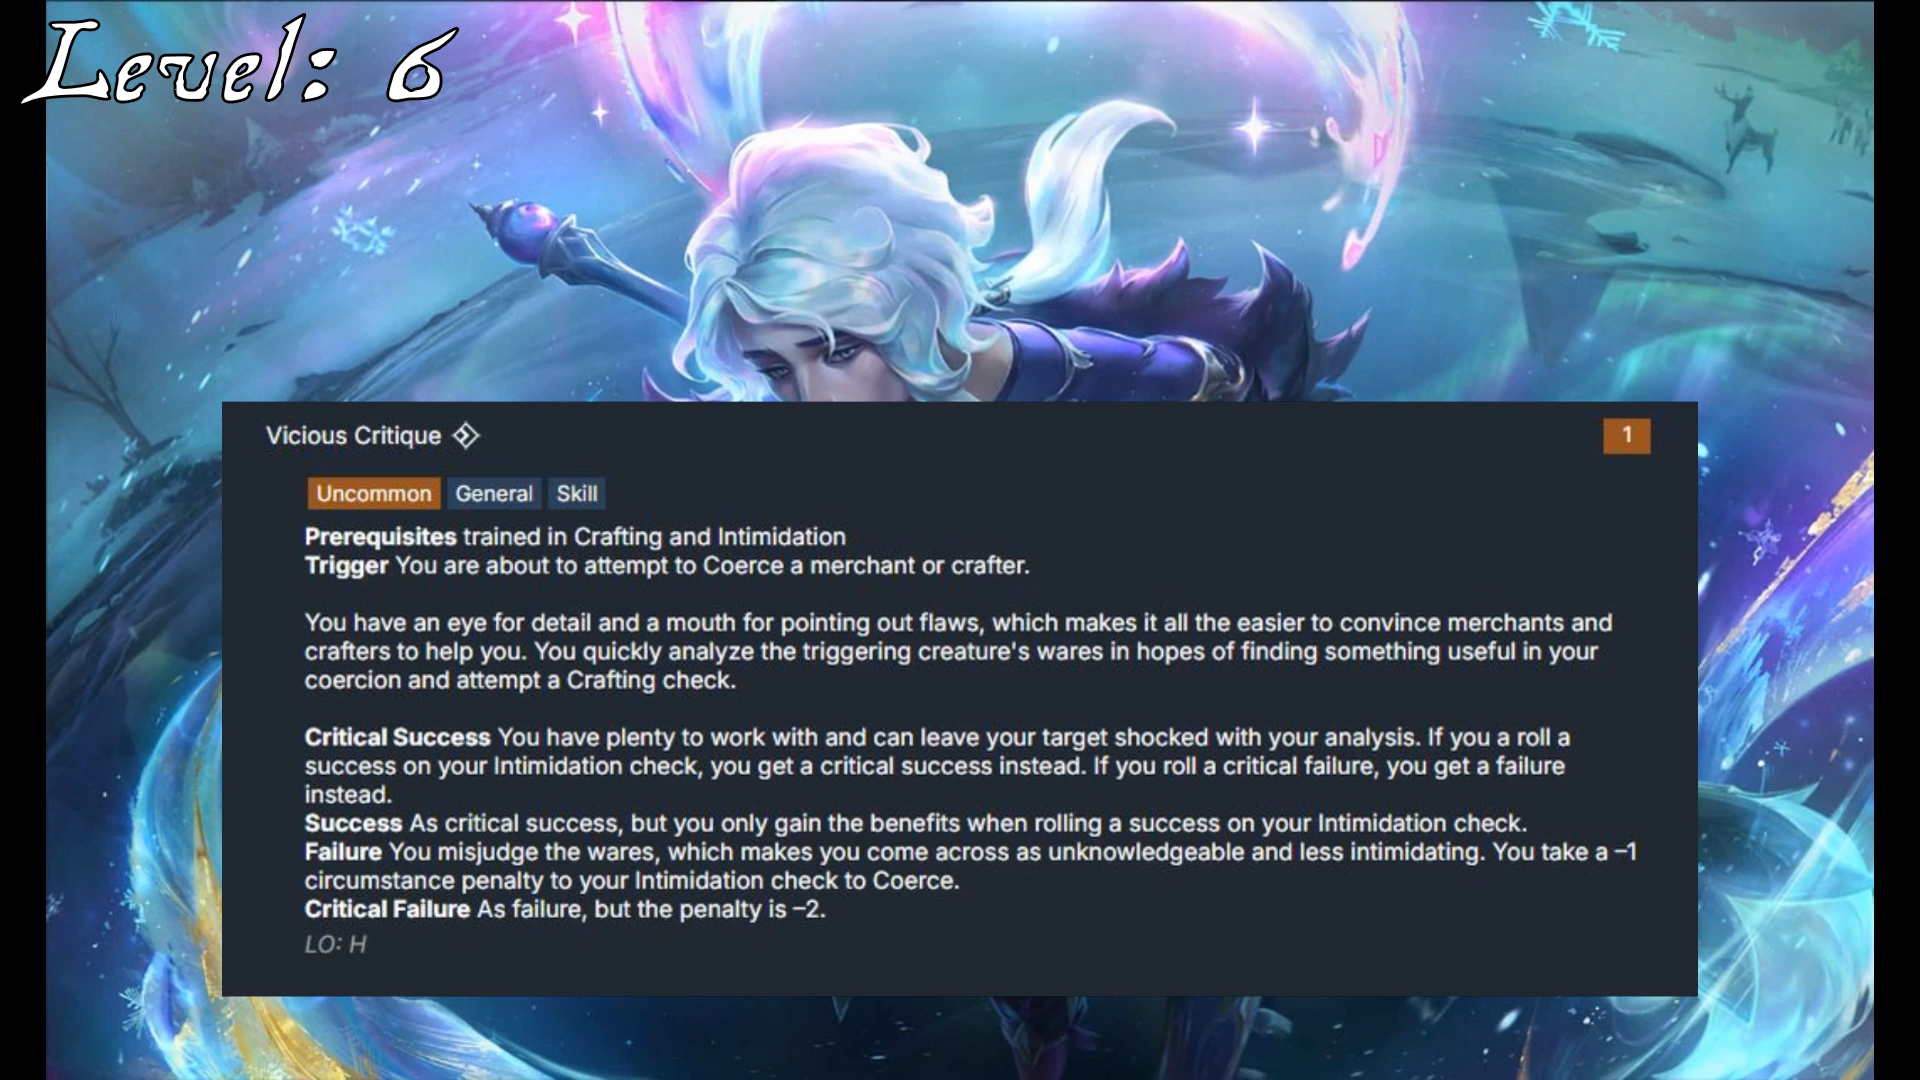 Level: 6
Vicious Critique
1
Uncommon General Skill
Prerequisites trained in Crafting and Intimidation
Trigger You are about to attempt to Coerce a merchant or crafter.
You have an eye for detail and a mouth for pointing out flaws, which makes it all the easier to convince merchants and
crafters to help you. You quickly analyze the triggering creature's wares in hopes of finding something useful in your
coercion and attempt a Crafting check.
Critical Success You have plenty to work with and can leave your target shocked with your analysis. If you a roll a
success on your Intimidation check, you get a critical success instead. If you roll a critical failure, you get a failure
instead.
Success As critical success, but you only gain the benefits when rolling a success on your Intimidation check.
Failure You misjudge the wares, which makes you come across as unknowledgeable and less intimidating. You take a –1
circumstance penalty to your Intimidation check to Coerce.
Critical Failure As failure, but the penalty is –2.
LO: H